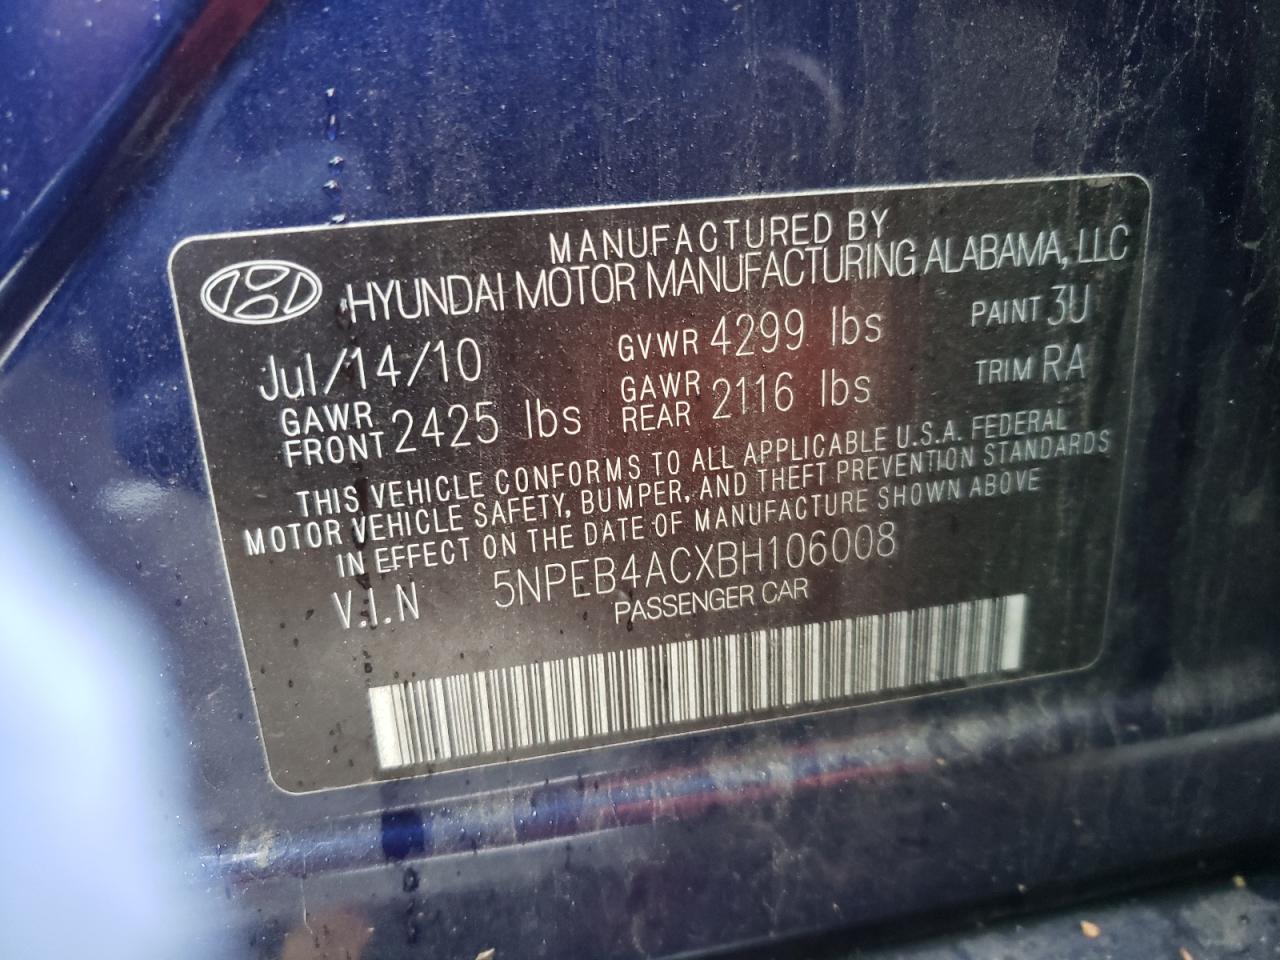 MANUFACTURED BY
HYUNDAI MOTOR MANUFACTURING ALABAMA, LLC
Jul/14/10 GVWR 4299 lbs PAINT 3U
GAWR FRONT 2425 lbs GAWR REAR 2116 lbs TRIM RA
THIS VEHICLE CONFORMS TO ALL APPLICABLE U.S.A. FEDERAL
MOTOR VEHICLE SAFETY, BUMPER, AND THEFT PREVENTION STANDARDS
IN EFFECT ON THE DATE OF MANUFACTURE SHOWN ABOVE
V.I.N 5NPEB4ACXBH106008
PASSENGER CAR